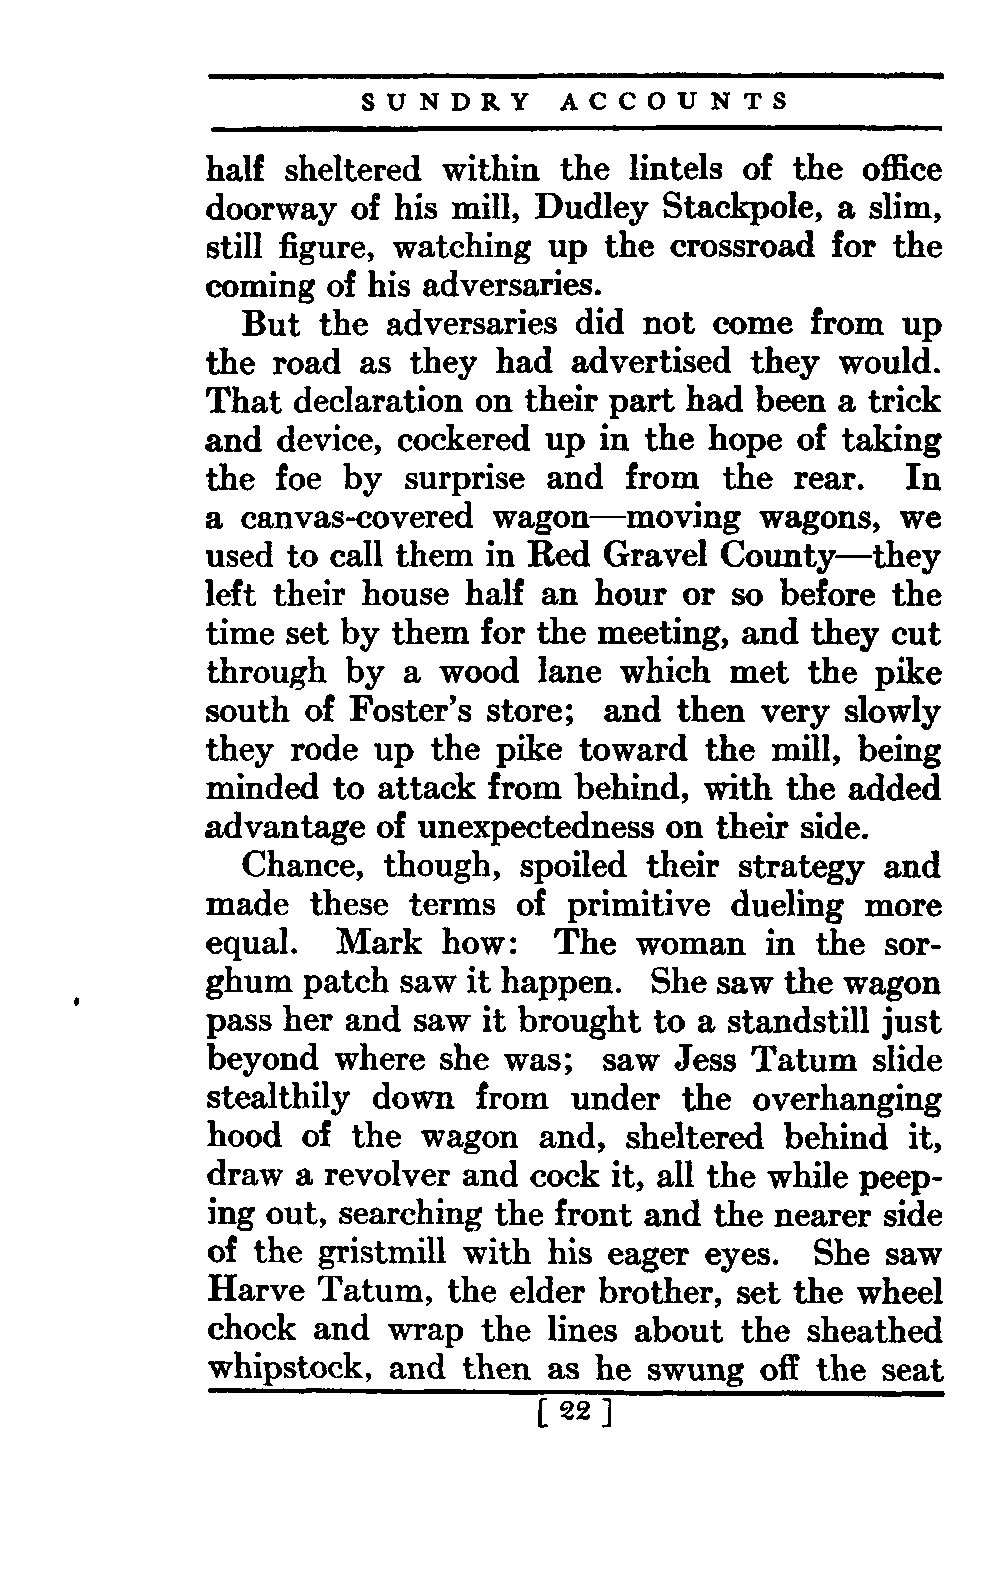 SUNDRY ACCOUNTS
half sheltered within the lintels of the office
doorway of his mill, Dudley Stackpole, a slim,
still figure, watching up the crossroad for the
coming of his adversaries.
But the adversaries did not come from up
the road as they had advertised they would.
That declaration on their part had been a trick
and device, cockered up in the hope of taking
the foe by surprise and from the rear. In
a canvas-covered wagon—moving wagons, we
used to call them in Red Gravel County—they
left their house half an hour or so before the
time set by them for the meeting, and they cut
through by a wood lane which met the pike
south of Foster's store; and then very slowly
they rode up the pike toward the mill, being
minded to attack from behind, with the added
advantage of unexpectedness on their side.
Chance, though, spoiled their strategy and
made these terms of primitive dueling more
equal. Mark how: The woman in the sor-
ghum patch saw it happen. She saw the wagon
pass her and saw it brought to a standstill just
beyond where she was; saw Jess Tatum slide
stealthily down from under the overhanging
hood of the wagon and, sheltered behind it,
draw a revolver and cock it, all the while peep-
ing out, searching the front and the nearer side
of the gristmill with his eager eyes. She saw
Harve Tatum, the elder brother, set the wheel
chock and wrap the lines about the sheathed
whipstock, and then as he swung off the seat
[ 22 ]